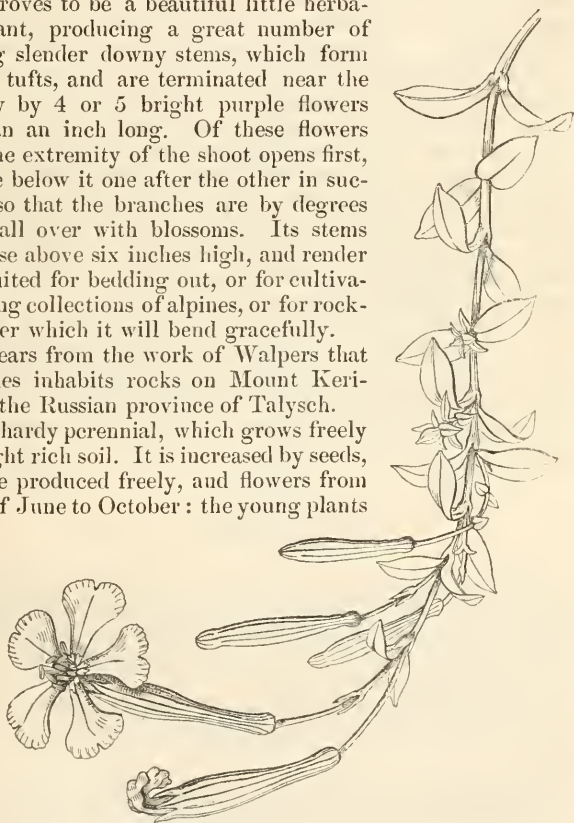 roves to be a beautiful little herba-
ant, producing a great number of
g slender downy stems, which form
tufts, and are terminated near the
y by 4 or 5 bright purple flowers
n an inch long. Of these flowers
e extremity of the shoot opens first,
e below it one after the other in suc-
so that the branches are by degrees
all over with blossoms. Its stems
se above six inches high, and render
uited for bedding out, or for cultiva-
ng collections of alpines, or for rock-
er which it will bend gracefully.
ears from the work of Walpers that
es inhabits rocks on Mount Keri-
the Russian province of Talysch.
hardy perennial, which grows freely
ght rich soil. It is increased by seeds,
e produced freely, and flowers from
f June to October : the young plants